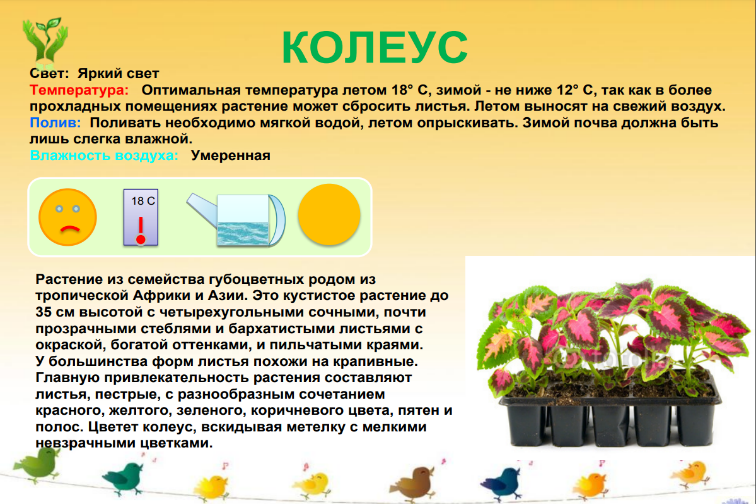 КОЛЕУС
Свет: Яркий свет
Температура: Оптимальная температура летом 18° С, зимой - не ниже 12° С, так как в более
прохладных помещениях растение может сбросить листья. Летом выносят на свежий воздух.
Полив: Поливать необходимо мягкой водой, летом опрыскивать. Зимой почва должна быть
лишь слегка влажной.
Влажность воздуха: Умеренная
18 С
Растение из семейства губоцветных родом из
тропической Африки и Азии. Это кустистое растение до
35 см высотой с четырехугольными сочными, почти
прозрачными стеблями и бархатистыми листьями с
окраской, богатой оттенками, и пильчатыми краями.
У большинства форм листья похожи на крапивные.
Главную привлекательность растения составляют
листья, пестрые, с разнообразным сочетанием
красного, желтого, зеленого, коричневого цвета, пятен и
полос. Цветет колеус, вскидывая метелку с мелкими
невзрачными цветками.